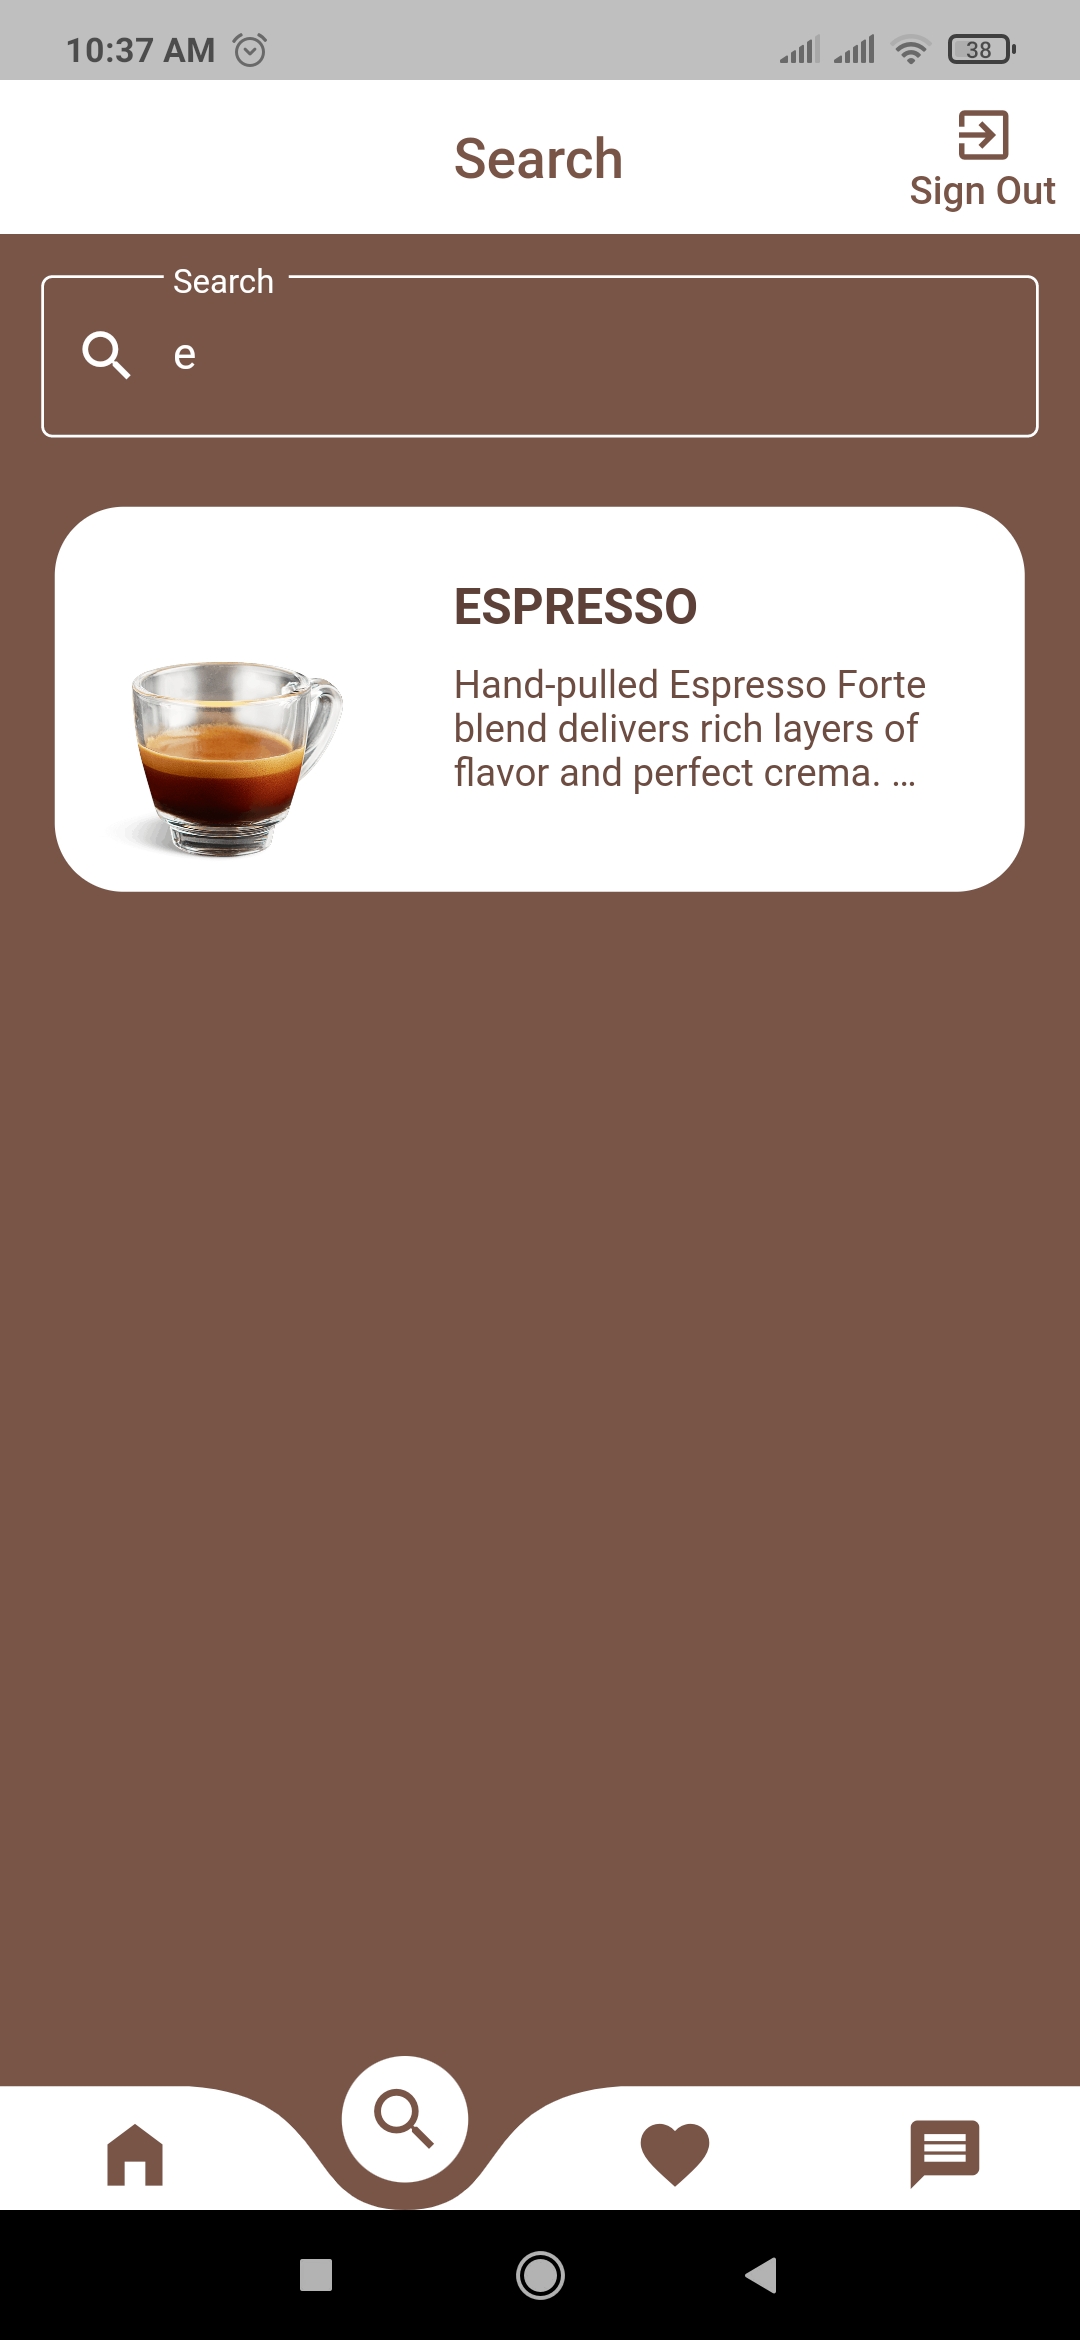 10:37 AM
38
Search
Sign Out
Search
e
ESPRESSO
Hand-pulled Espresso Forte
blend delivers rich layers of
flavor and perfect crema. ...